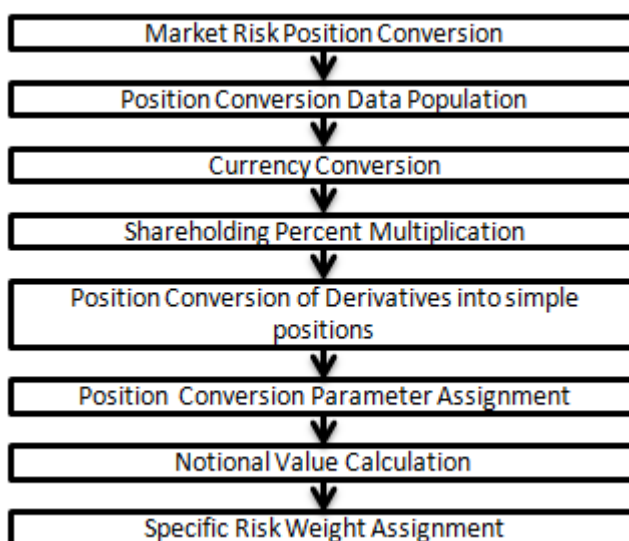 Market Risk Position Conversion
Position Conversion Data Population
Currency Conversion
Shareholding Percent Multiplication
Position Conversion of Derivatives into simple
positions
Position Conversion Parameter Assignment
Notional Value Calculation
Specific Risk Weight Assignment